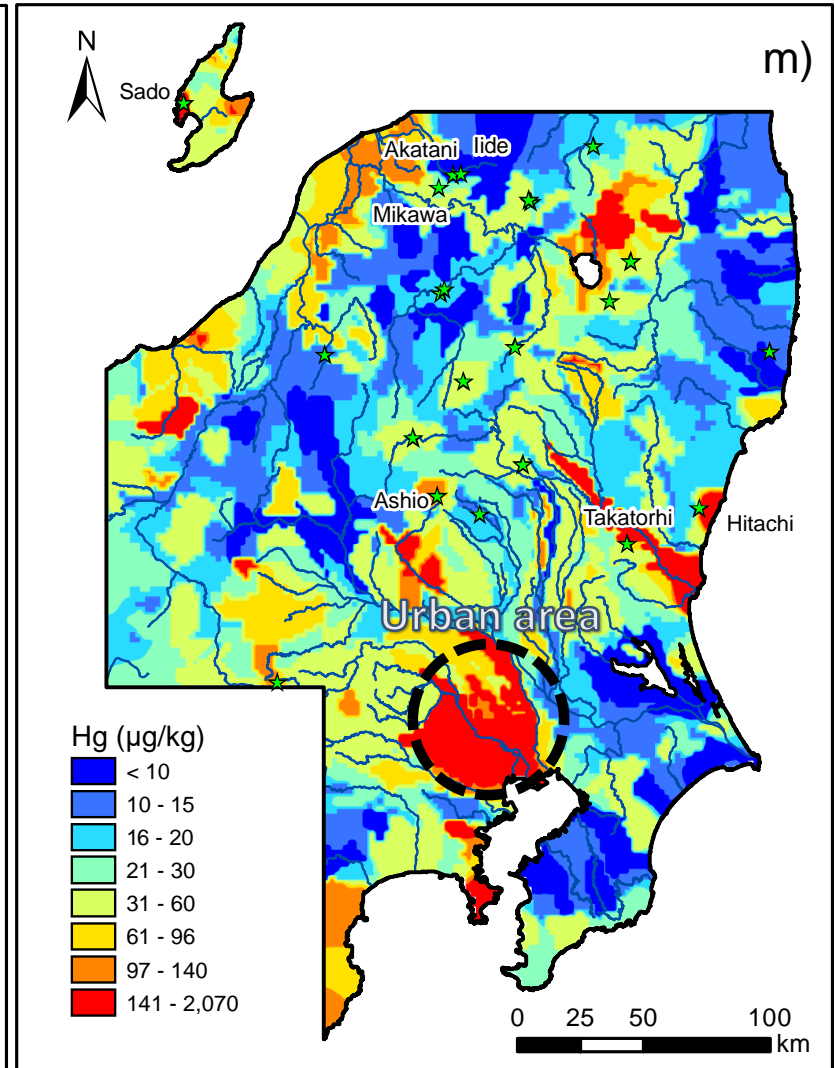 m)
N
Sado
Akatani Iide
Mikawa
Ashio
Takatorhi
Hitachi
Urban area
Hg (µg/kg)
< 10
10 - 15
16 - 20
21 - 30
31 - 60
61 - 96
97 - 140
141 - 2,070
0 25 50 100
km